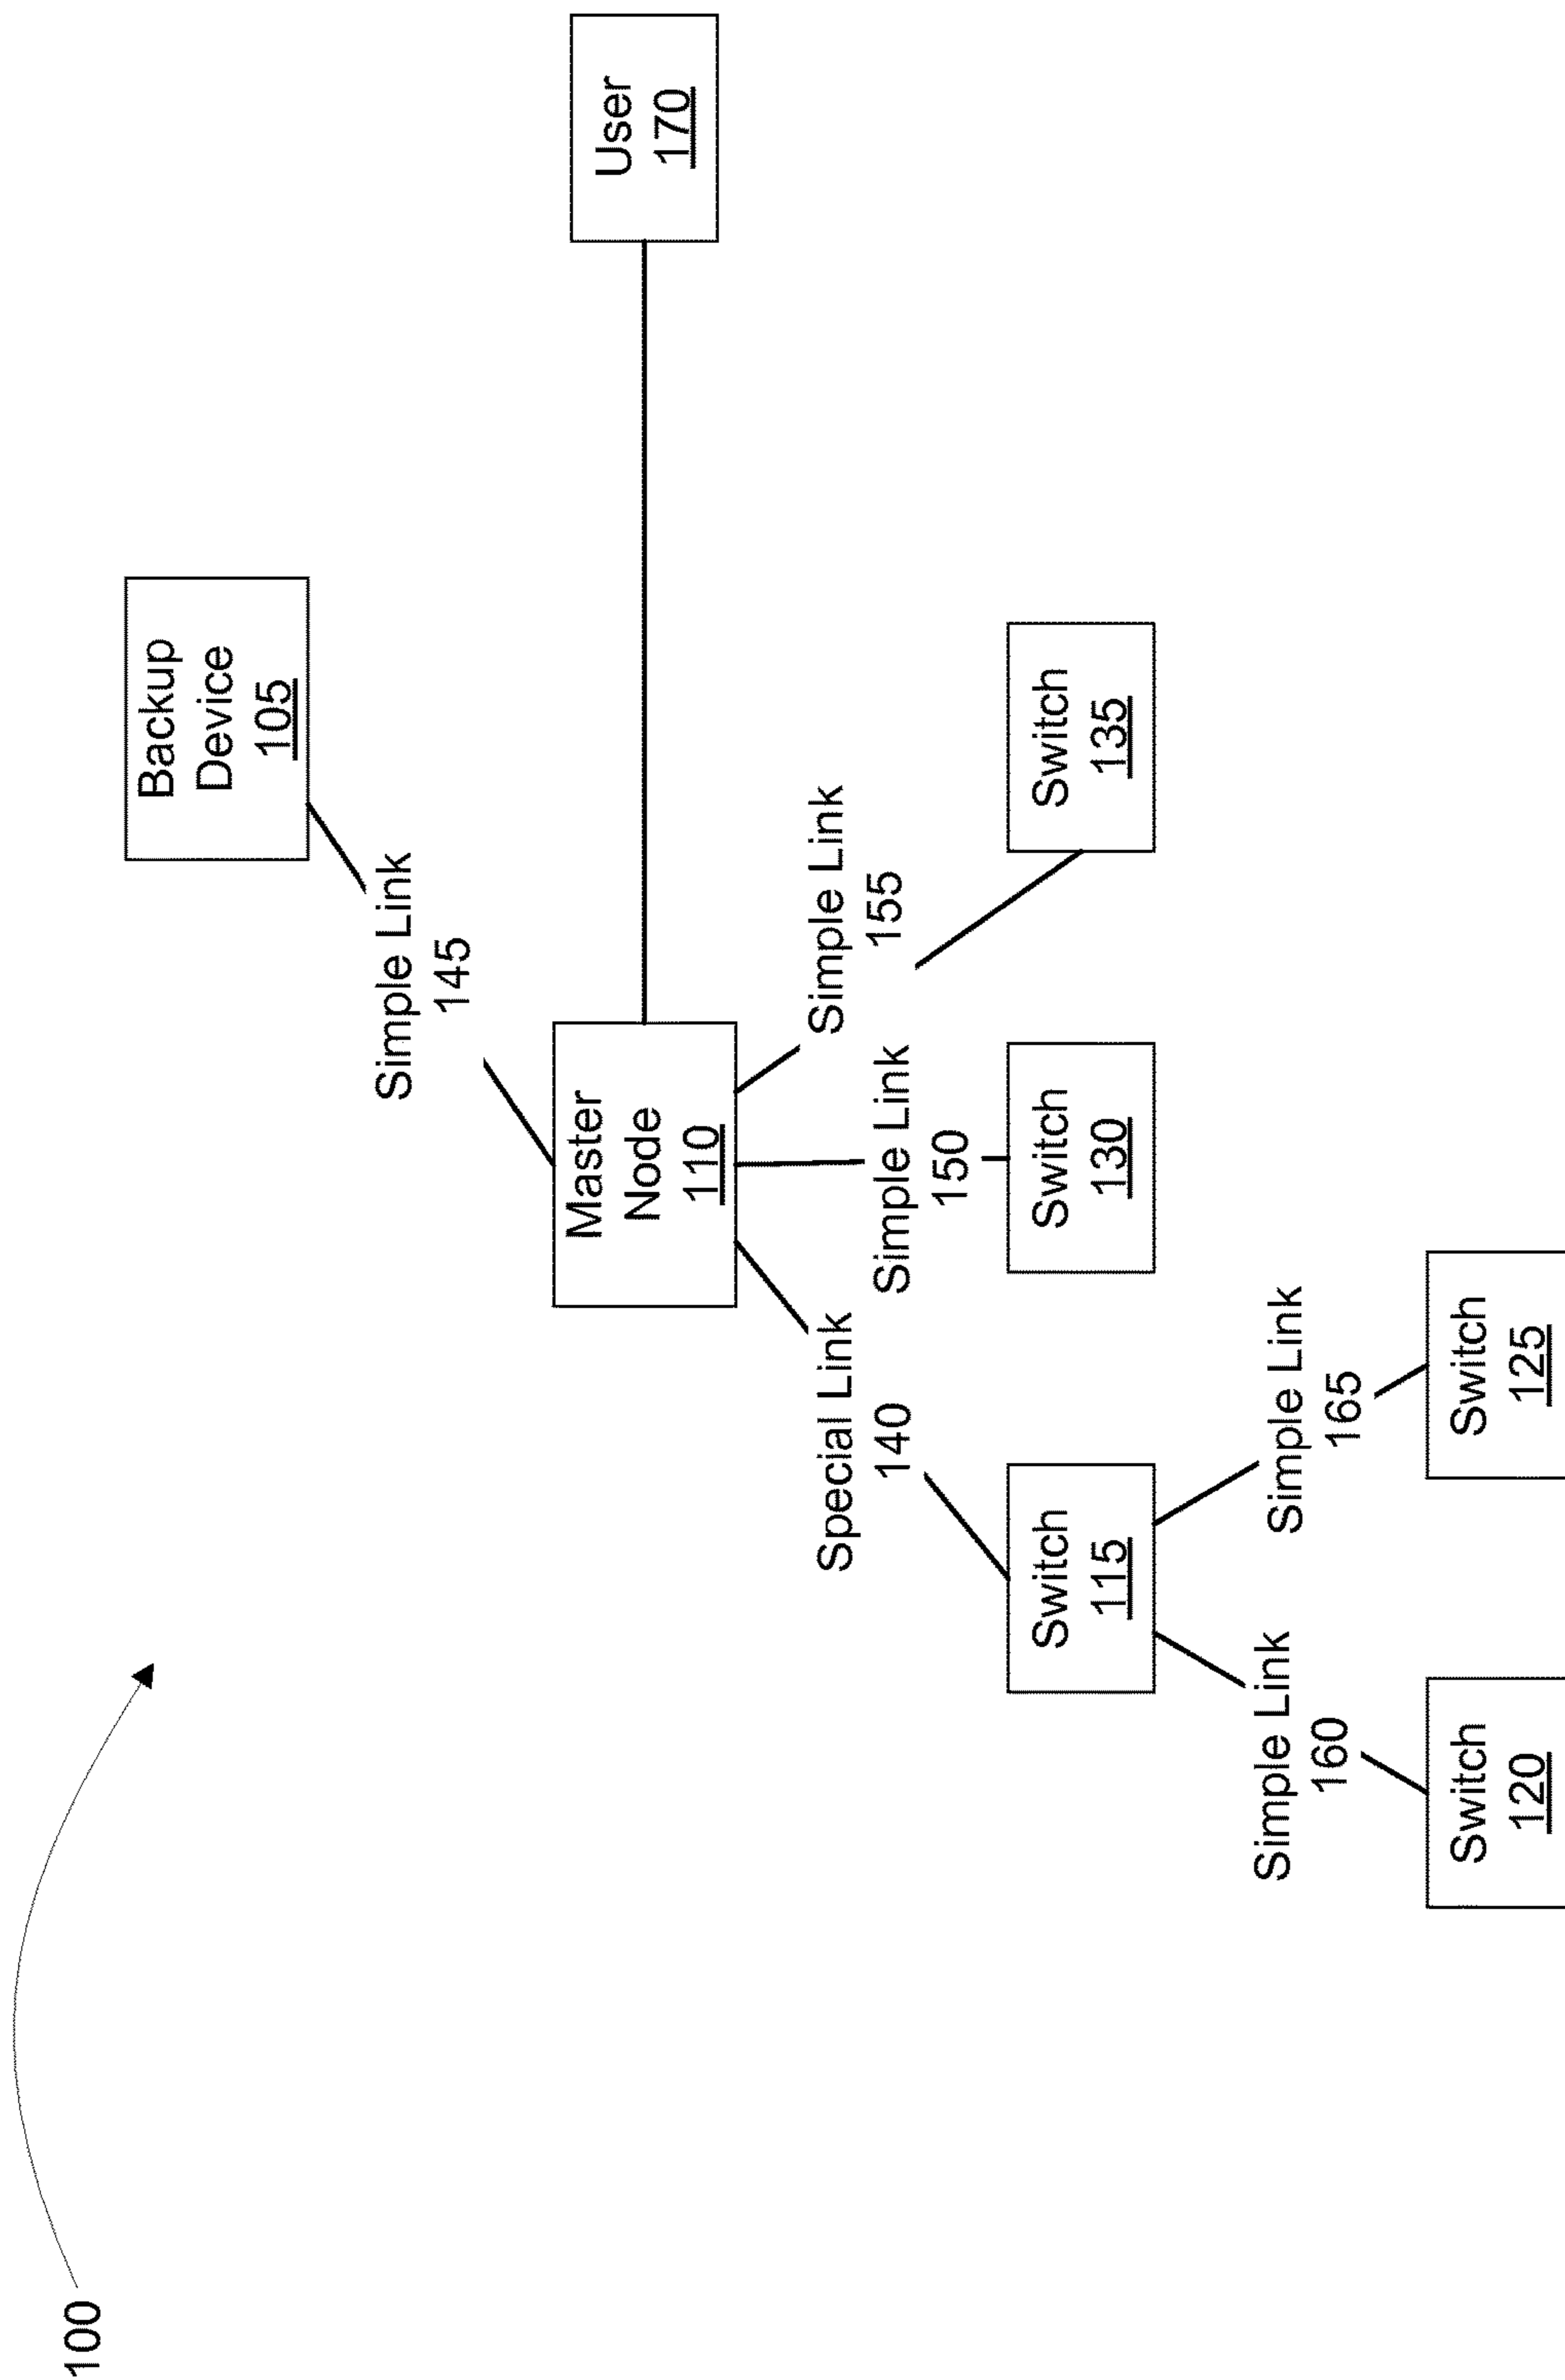 100
Backup
Device
105
Simple Link
145
Master
Node
110
User
170
Special Link
140
Simple Link
150
Simple Link
155
Switch
115
Switch
130
Switch
135
Simple Link
160
Simple Link
165
Switch
120
Switch
125